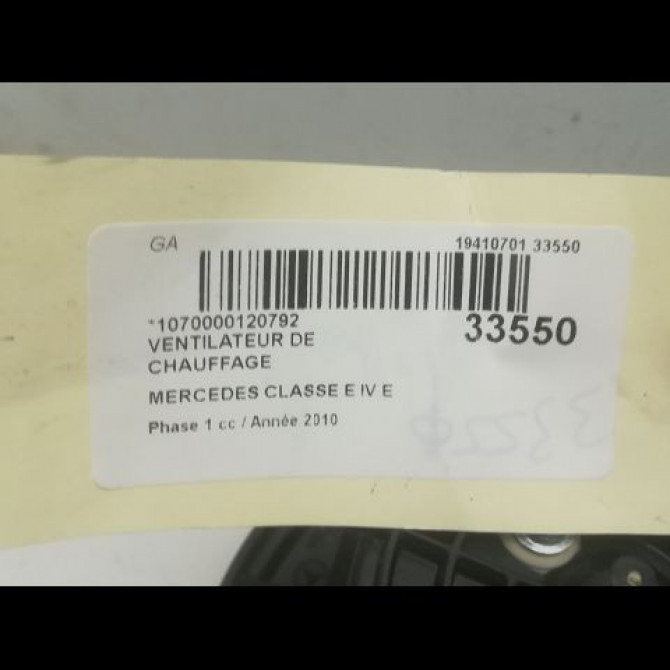 GA 19410701 33550
*1070000120792 33550
VENTILATEUR DE
CHAUFFAGE
MERCEDES CLASSE E IV E
Phase 1 cc / Année 2010